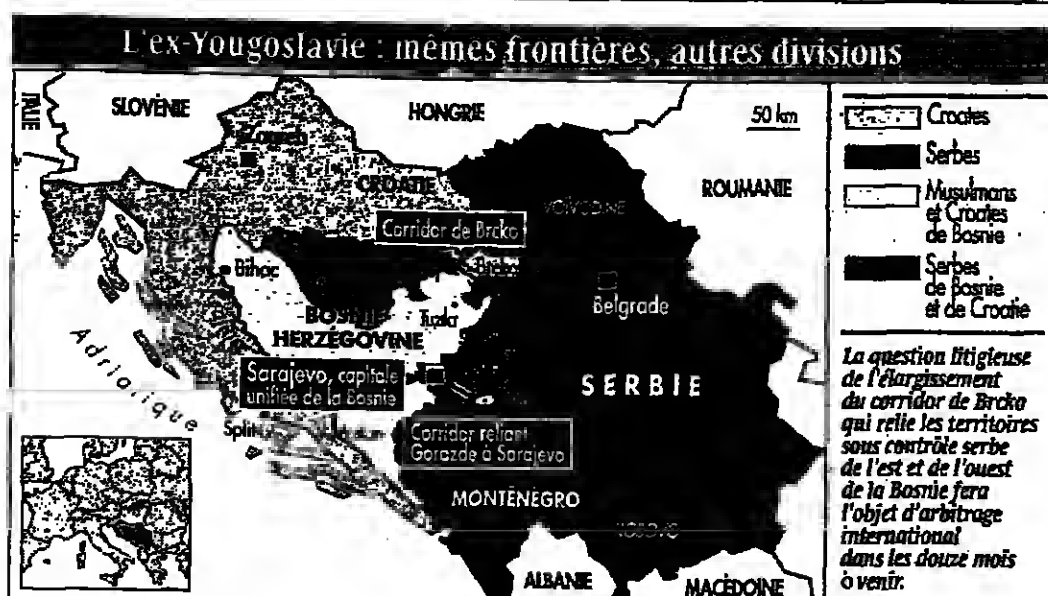 L'ex-Yougoslavie : mêmes frontières, autres divisions
ITALIE
SLOVÉNIE
HONGRIE
50 km
ROUMANIE
Zagreb
CROATIE
VOÏVODINE
Corridor de Brcko
Brcko
Bihac
Belgrade
BOSNIE
HERZÉGOVINE
Tuzla
Adriatique
Sarajevo, capitale
unifiée de la Bosnie
SERBIE
Split
Corridor reliant
Gorazde à Sarajevo
MONTÉNÉGRO
KOSOVO
ALBANIE
MACÉDOINE
Croates
Serbes
Musulmans
et Croates
de Bosnie
Serbes
de Bosnie
et de Croatie
La question litigieuse
de l'élargissement
du corridor de Brcko
qui relie les territoires
sous contrôle serbe
de l'est et de l'ouest
de la Bosnie fera
l'objet d'arbitrage
international
dans les douze mois
à venir.